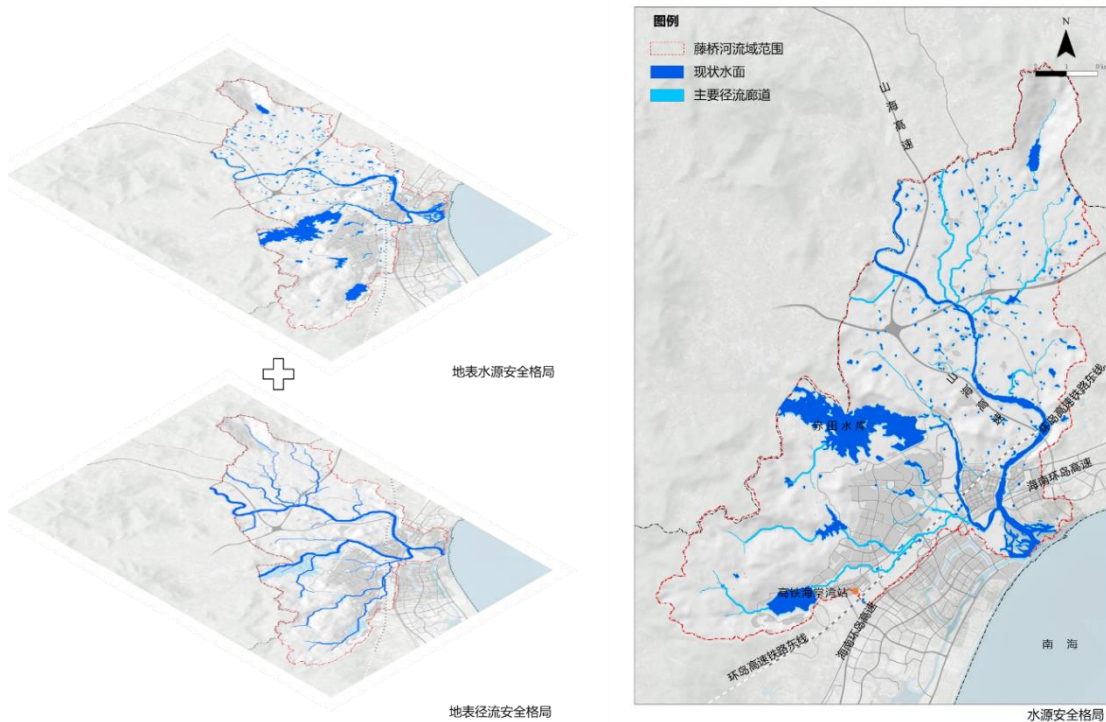 地表水源安全格局
地表径流安全格局
图例
藤桥河流域范围
现状水面
主要径流廊道
N
山海高速
山海高速
环岛高速铁路东线
海南环岛高速
赤田水库
高铁海棠湾站
海南环岛高速
环岛高速铁路东线
南 海
水源安全格局